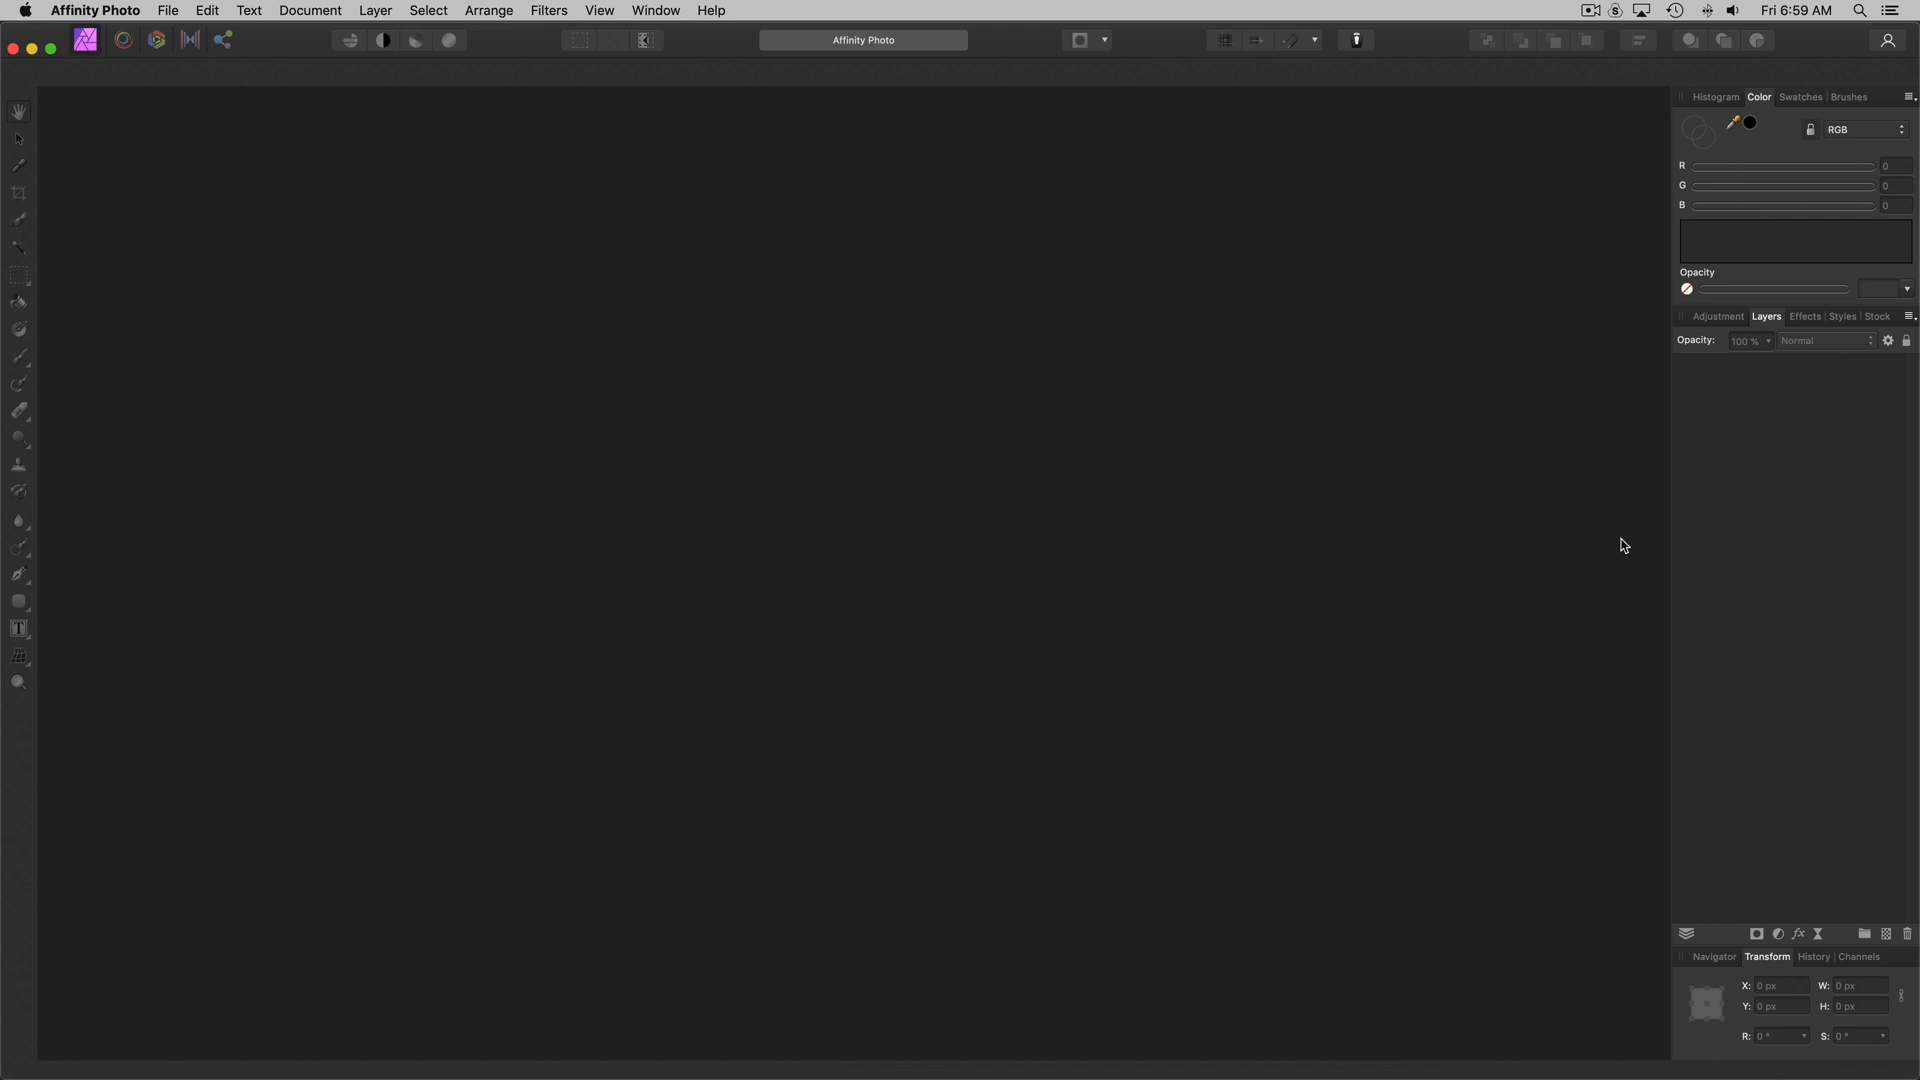 Affinity Photo File Edit Text Document Layer Select Arrange Filters View Window Help Fri 6:59 AM
Affinity Photo
Histogram Color Swatches Brushes
RGB
R 0
G 0
B 0
Opacity
Adjustment Layers Effects Styles Stock
Opacity: 100 % Normal
fx
Navigator Transform History Channels
X: 0 px W: 0 px
Y: 0 px H: 0 px
R: 0 ° S: 0 °